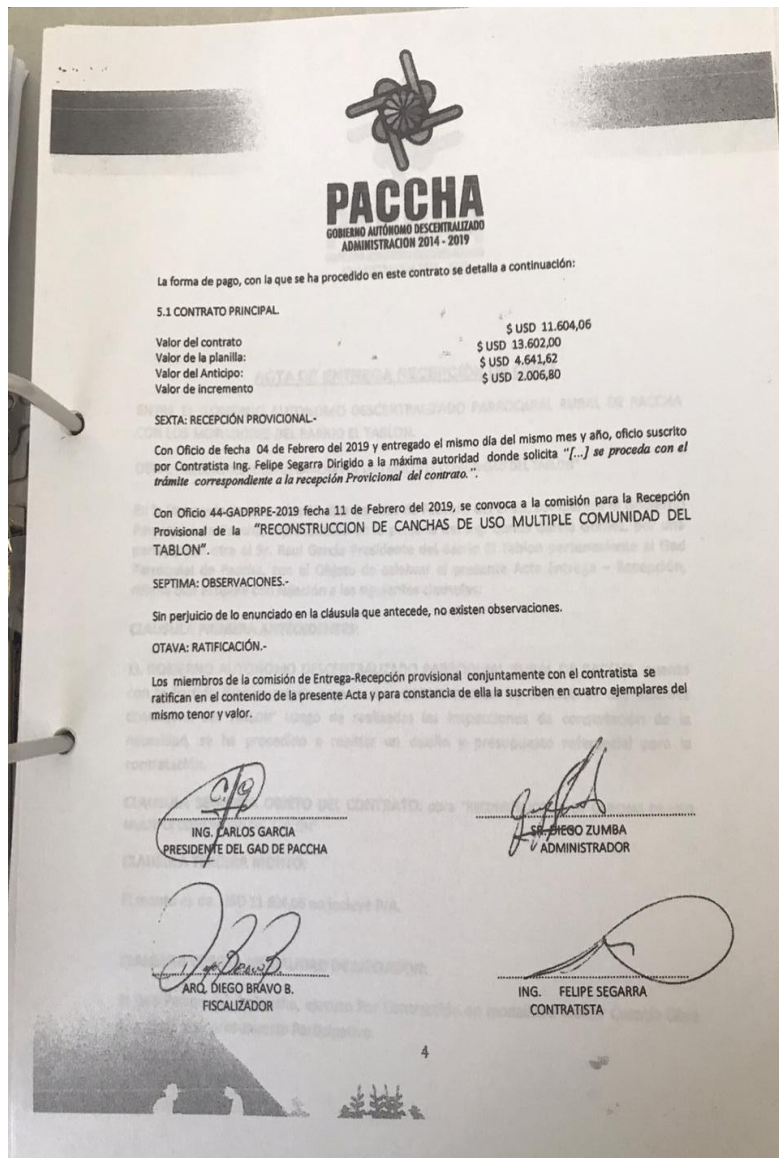 PACCHA
GOBIERNO AUTÓNOMO DESCENTRALIZADO
ADMINISTRACION 2014 - 2019
La forma de pago, con la que se ha procedido en este contrato se detalla a continuación:
5.1 CONTRATO PRINCIPAL.
Valor del contrato $ USD 11.604,06
Valor de la planilla: $ USD 13.602,00
Valor del Anticipo: $ USD 4.641,62
Valor de incremento $ USD 2.006,80
SEXTA: RECEPCIÓN PROVISIONAL.-
Con Oficio de fecha 04 de Febrero del 2019 y entregado el mismo día del mismo mes y año, oficio suscrito
por Contratista Ing. Felipe Segarra Dirigido a la máxima autoridad donde solicita "[...] se proceda con el
trámite correspondiente a la recepción Provisional del contrato.".
Con Oficio 44-GADPRPE-2019 fecha 11 de Febrero del 2019, se convoca a la comisión para la Recepción
Provisional de la "RECONSTRUCCION DE CANCHAS DE USO MULTIPLE COMUNIDAD DEL
TABLON".
SEPTIMA: OBSERVACIONES.-
Sin perjuicio de lo enunciado en la cláusula que antecede, no existen observaciones.
OTAVA: RATIFICACIÓN.-
Los miembros de la comisión de Entrega-Recepción provisional conjuntamente con el contratista se
ratifican en el contenido de la presente Acta y para constancia de ella la suscriben en cuatro ejemplares del
mismo tenor y valor.
ING. CARLOS GARCIA
PRESIDENTE DEL GAD DE PACCHA
SR. DIEGO ZUMBA
ADMINISTRADOR
ARQ. DIEGO BRAVO B.
FISCALIZADOR
ING. FELIPE SEGARRA
CONTRATISTA
4